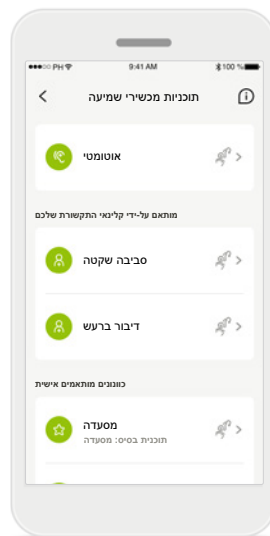 ●●●○○ PH 9:41 AM 100 %
תוכניות מכשירי שמיעה
אוטומטי
מותאם על-ידי קלינאי התקשורת שלכם
סביבה שקטה
דיבור ברעש
כוונונים מותאמים אישית
מסעדה
תוכנית בסיס: מסעדה